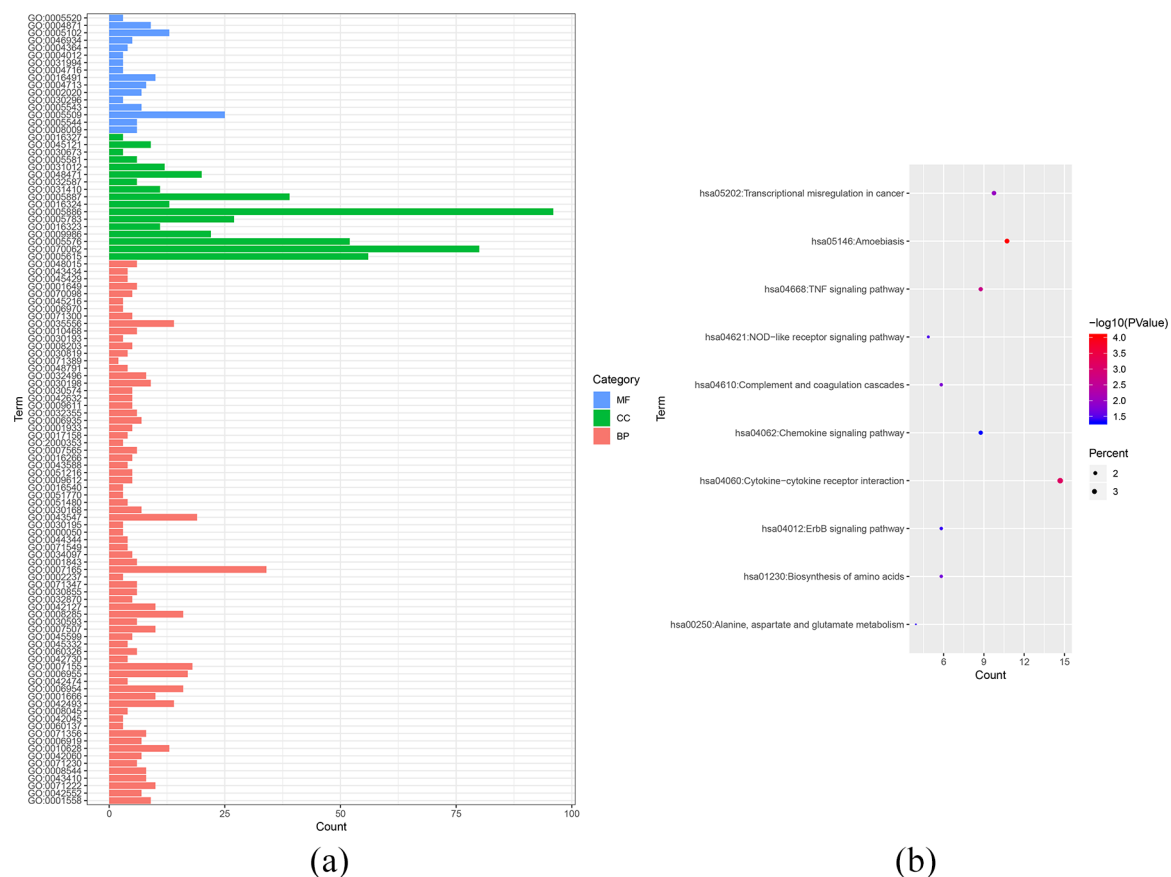 GO:0005520
GO:0004871
GO:0005102
GO:0046934
GO:0004364
GO:0004012
GO:0031994
GO:0004716
GO:0016491
GO:0004713
GO:0002020
GO:0030296
GO:0005543
GO:0005509
GO:0005544
GO:0008009
GO:0016327
GO:0045121
GO:0030673
GO:0005581
GO:0031012
GO:0048471
GO:0032587
GO:0031410
GO:0005887
GO:0016324
GO:0005886
GO:0005783
GO:0016323
GO:0009986
GO:0005576
GO:0070062
GO:0005615
GO:0048015
GO:0043434
GO:0045429
GO:0001649
GO:0070098
GO:0045216
GO:0006970
GO:0071300
GO:0035556
GO:0010468
GO:0030193
GO:0008203
GO:0030819
GO:0071389
GO:0048791
GO:0032496
GO:0030198
GO:0030574
GO:0042632
GO:0009611
GO:0032355
GO:0006935
GO:0001933
GO:0017158
GO:2000353
GO:0007565
GO:0016266
GO:0043588
GO:0051216
GO:0009612
GO:0016540
GO:0051770
GO:0051480
GO:0030168
GO:0043547
GO:0030195
GO:0000050
GO:0044344
GO:0071549
GO:0034097
GO:0001843
GO:0007165
GO:0002237
GO:0071347
GO:0030855
GO:0032870
GO:0042127
GO:0008285
GO:0030593
GO:0007507
GO:0045599
GO:0045332
GO:0060326
GO:0042730
GO:0007155
GO:0006955
GO:0042474
GO:0006954
GO:0001666
GO:0042493
GO:0008045
GO:0042045
GO:0060137
GO:0071356
GO:0006919
GO:0010628
GO:0042060
GO:0071230
GO:0008544
GO:0043410
GO:0071222
GO:0042552
GO:0001558
Term
0 25 50 75 100
Count
Category
MF
CC
BP
(a)
hsa05202:Transcriptional misregulation in cancer
hsa05146:Amoebiasis
hsa04668:TNF signaling pathway
hsa04621:NOD−like receptor signaling pathway
hsa04610:Complement and coagulation cascades
hsa04062:Chemokine signaling pathway
hsa04060:Cytokine−cytokine receptor interaction
hsa04012:ErbB signaling pathway
hsa01230:Biosynthesis of amino acids
hsa00250:Alanine, aspartate and glutamate metabolism
Term
6 9 12 15
Count
−log10(PValue)
4.0
3.5
3.0
2.5
2.0
1.5
Percent
2
3
(b)